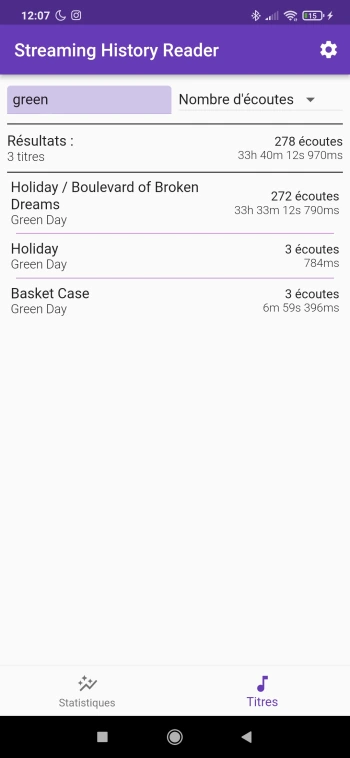 12:07
15
Streaming History Reader
green
Nombre d'écoutes
Résultats :
278 écoutes
3 titres
33h 40m 12s 970ms
Holiday / Boulevard of Broken
Dreams
272 écoutes
Green Day
33h 33m 12s 790ms
Holiday
3 écoutes
Green Day
784ms
Basket Case
3 écoutes
Green Day
6m 59s 396ms
Statistiques
Titres